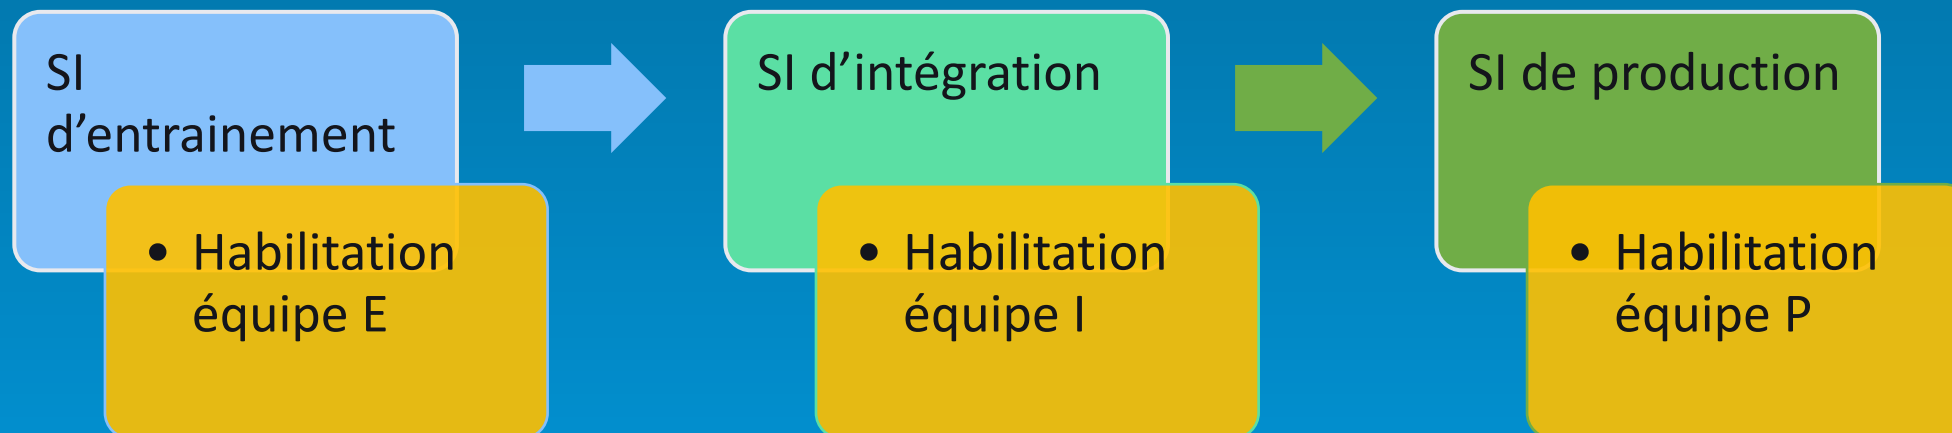 SI
d’entrainement
• Habilitation
équipe E
SI d’intégration
• Habilitation
équipe I
SI de production
• Habilitation
équipe P